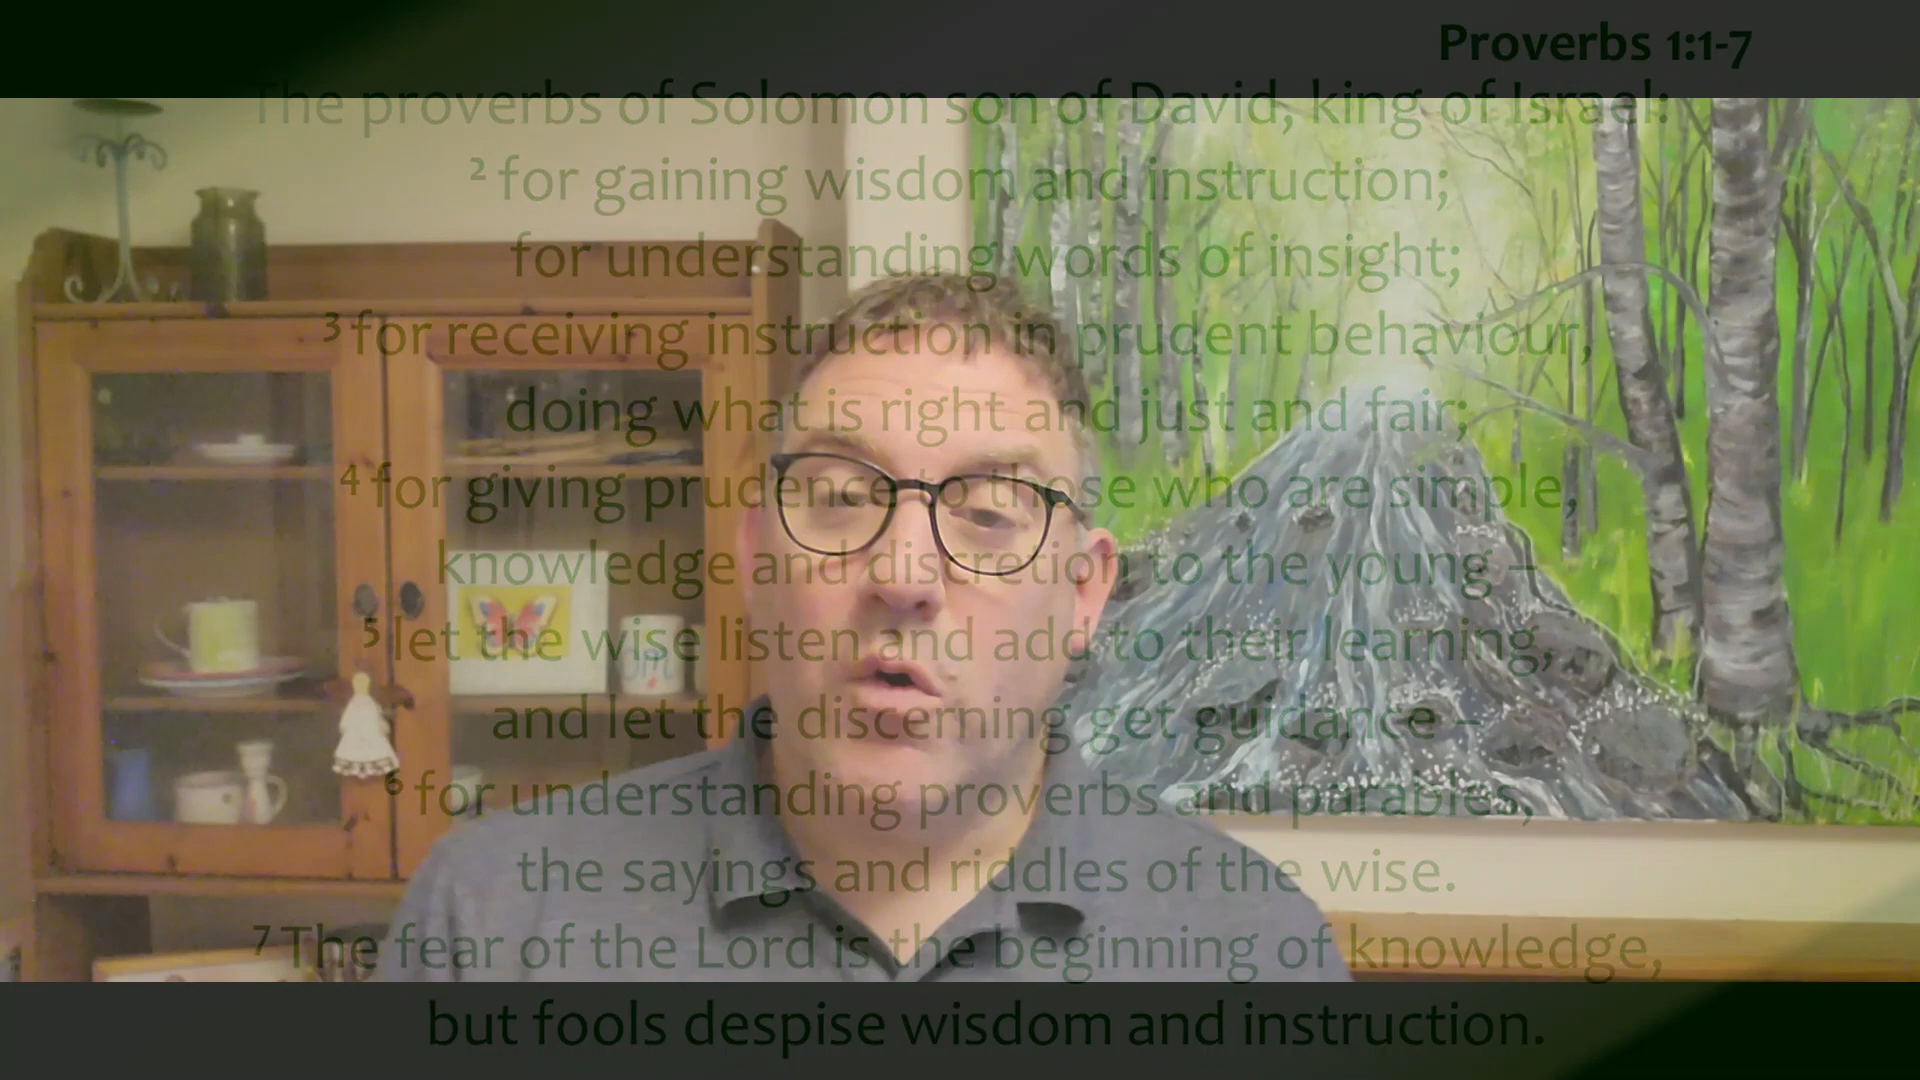 Proverbs 1:1-7
The proverbs of Solomon son of David, king of Israel:
² for gaining wisdom and instruction;
for understanding words of insight;
³ for receiving instruction in prudent behaviour,
doing what is right and just and fair;
⁴ for giving prudence to those who are simple,
knowledge and discretion to the young –
⁵ let the wise listen and add to their learning,
and let the discerning get guidance –
⁶ for understanding proverbs and parables,
the sayings and riddles of the wise.
⁷ The fear of the Lord is the beginning of knowledge,
but fools despise wisdom and instruction.